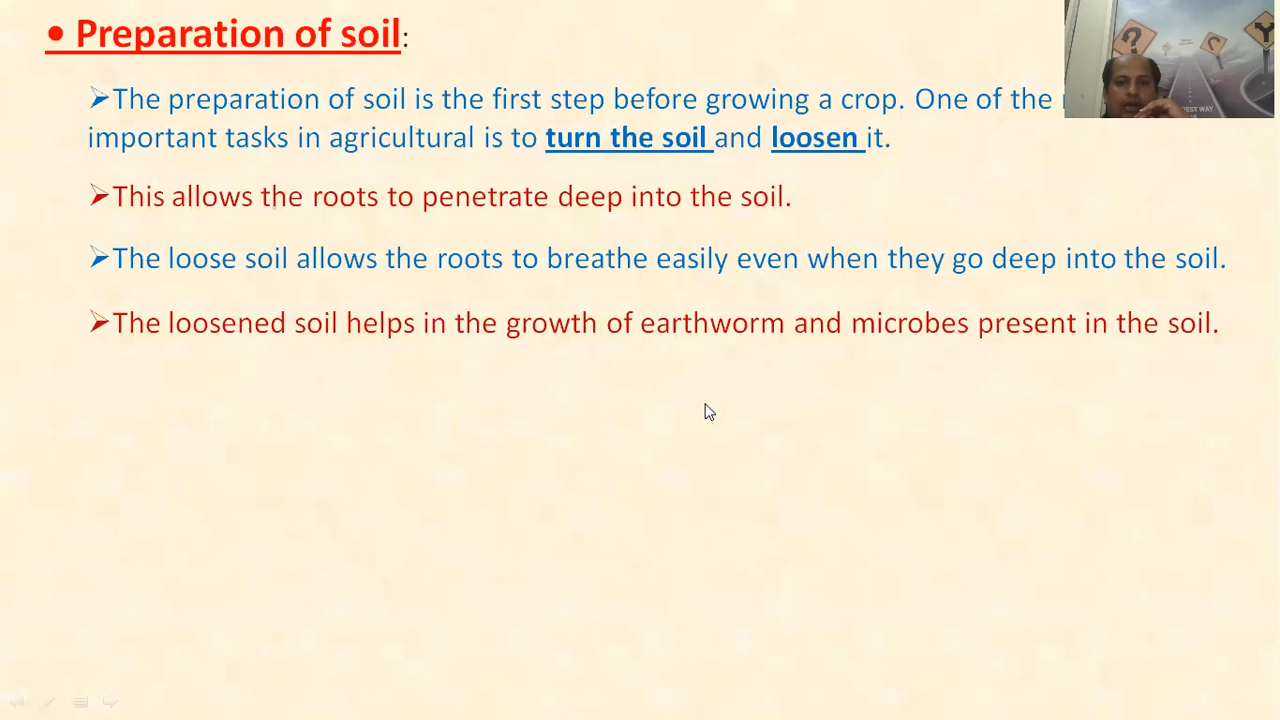 • Preparation of soil:
➢The preparation of soil is the first step before growing a crop. One of the
important tasks in agricultural is to turn the soil and loosen it.
➢This allows the roots to penetrate deep into the soil.
➢The loose soil allows the roots to breathe easily even when they go deep into the soil.
➢The loosened soil helps in the growth of earthworm and microbes present in the soil.